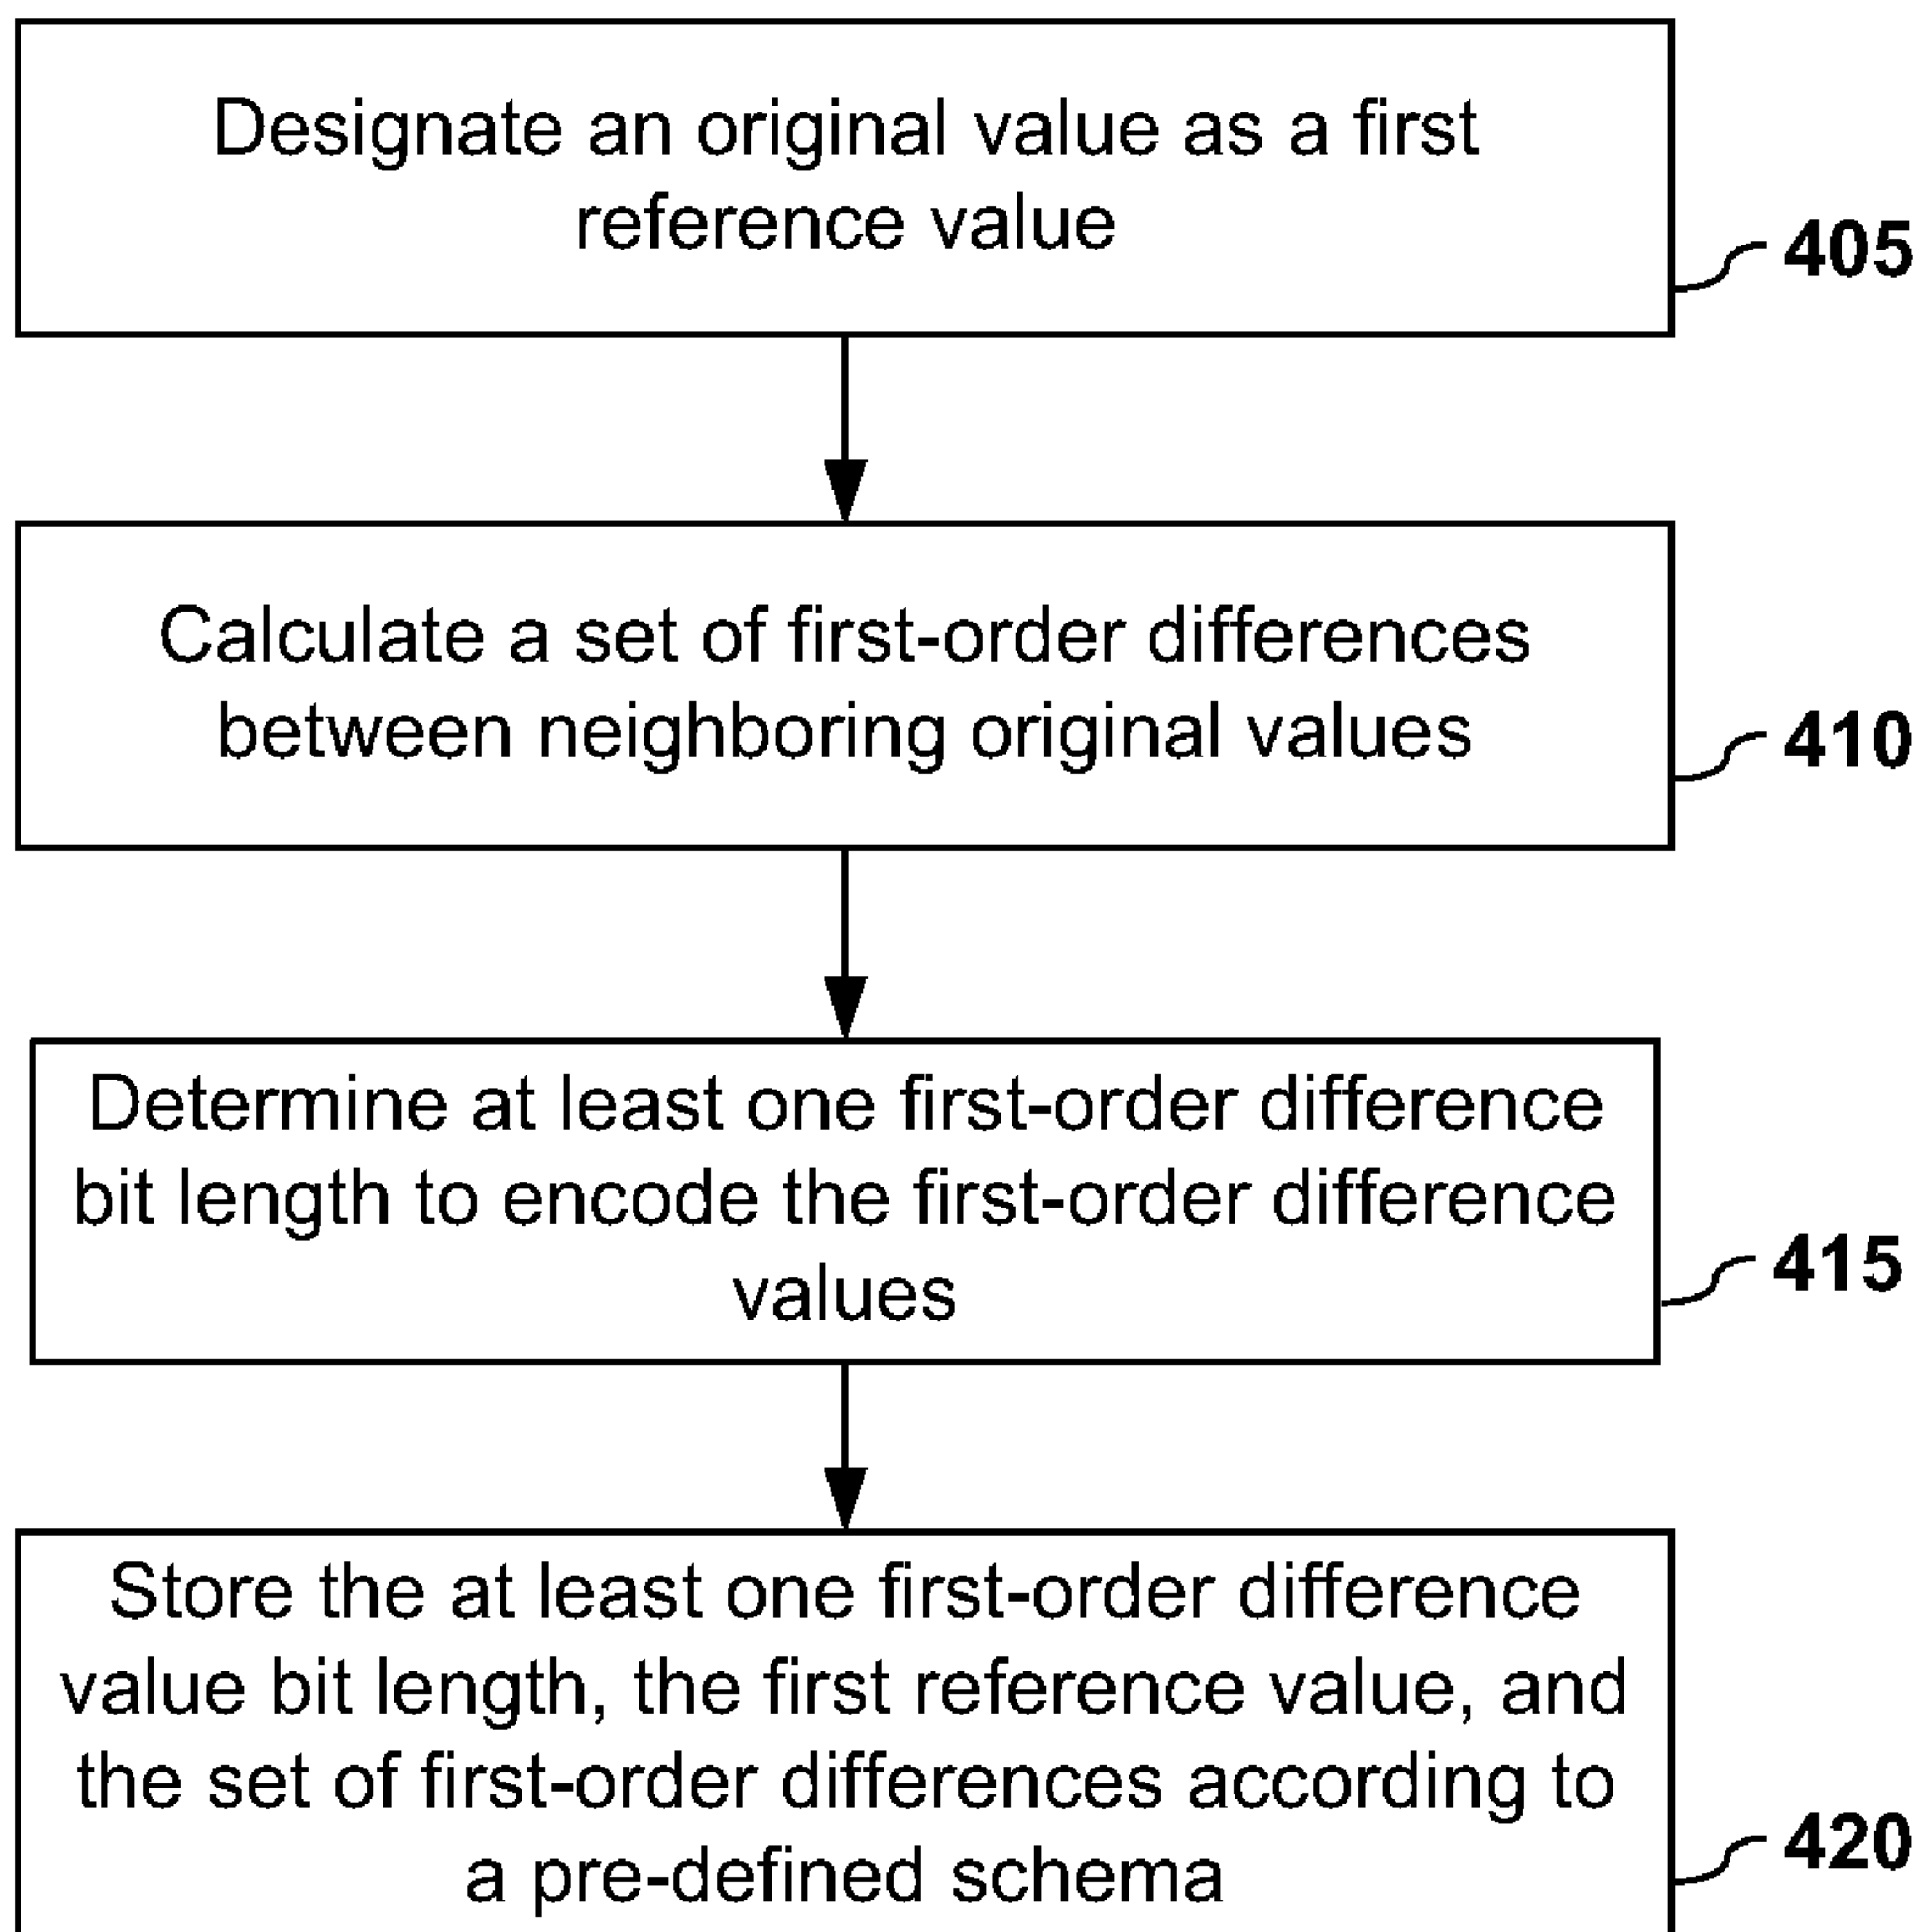 Designate an original value as a first
reference value
405
Calculate a set of first-order differences
between neighboring original values
410
Determine at least one first-order difference
bit length to encode the first-order difference
values
415
Store the at least one first-order difference
value bit length, the first reference value, and
the set of first-order differences according to
a pre-defined schema
420